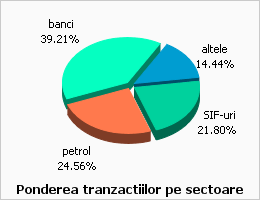 banci
39.21%
altele
14.44%
SIF-uri
21.80%
petrol
24.56%
Ponderea tranzactiilor pe sectoare